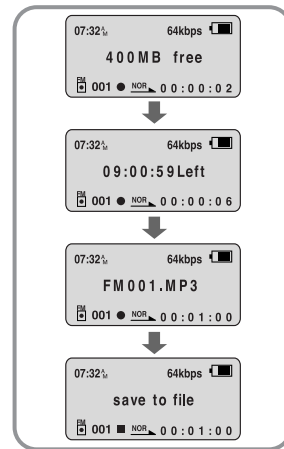 07:32AM 64kbps
400MB free
FM 001 ● NOR 00:00:02
07:32AM 64kbps
09:00:59Left
FM 001 ● NOR 00:00:06
07:32AM 64kbps
FM001.MP3
FM 001 ● NOR 00:01:00
07:32AM 64kbps
save to file
FM 001 ■ NOR 00:01:00